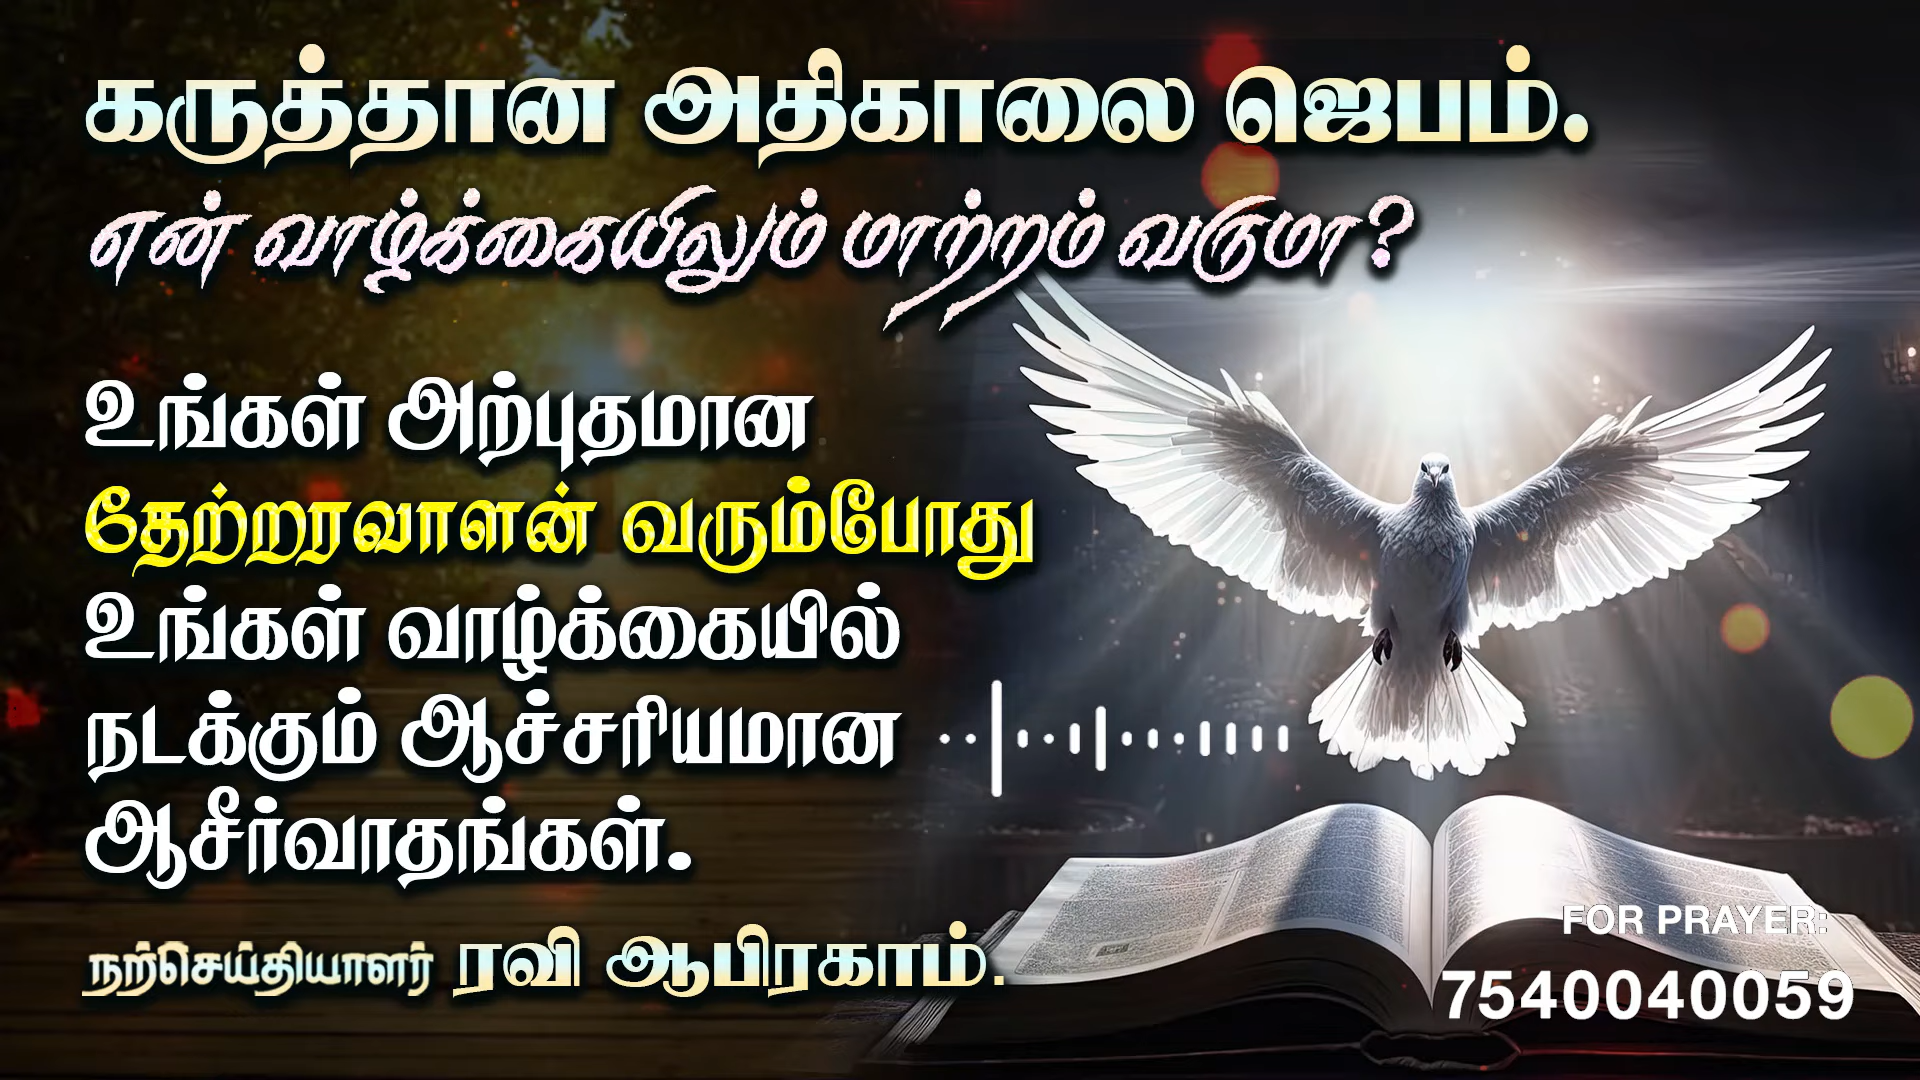 கருத்தான அதிகாலை ஜெபம்.
என் வாழ்க்கையிலும் மாற்றம் வருமா?
உங்கள் அற்புதமான
தேற்றரவாளன் வரும்போது
உங்கள் வாழ்க்கையில்
நடக்கும் ஆச்சரியமான
ஆசீர்வாதங்கள்.
நற்செய்தியாளர் ரவி ஆபிரகாம்.
FOR PRAYER:
7540040059